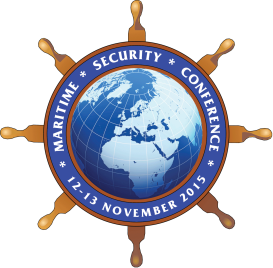 * MARITIME * SECURITY * CONFERENCE *
12-13 NOVEMBER 2015